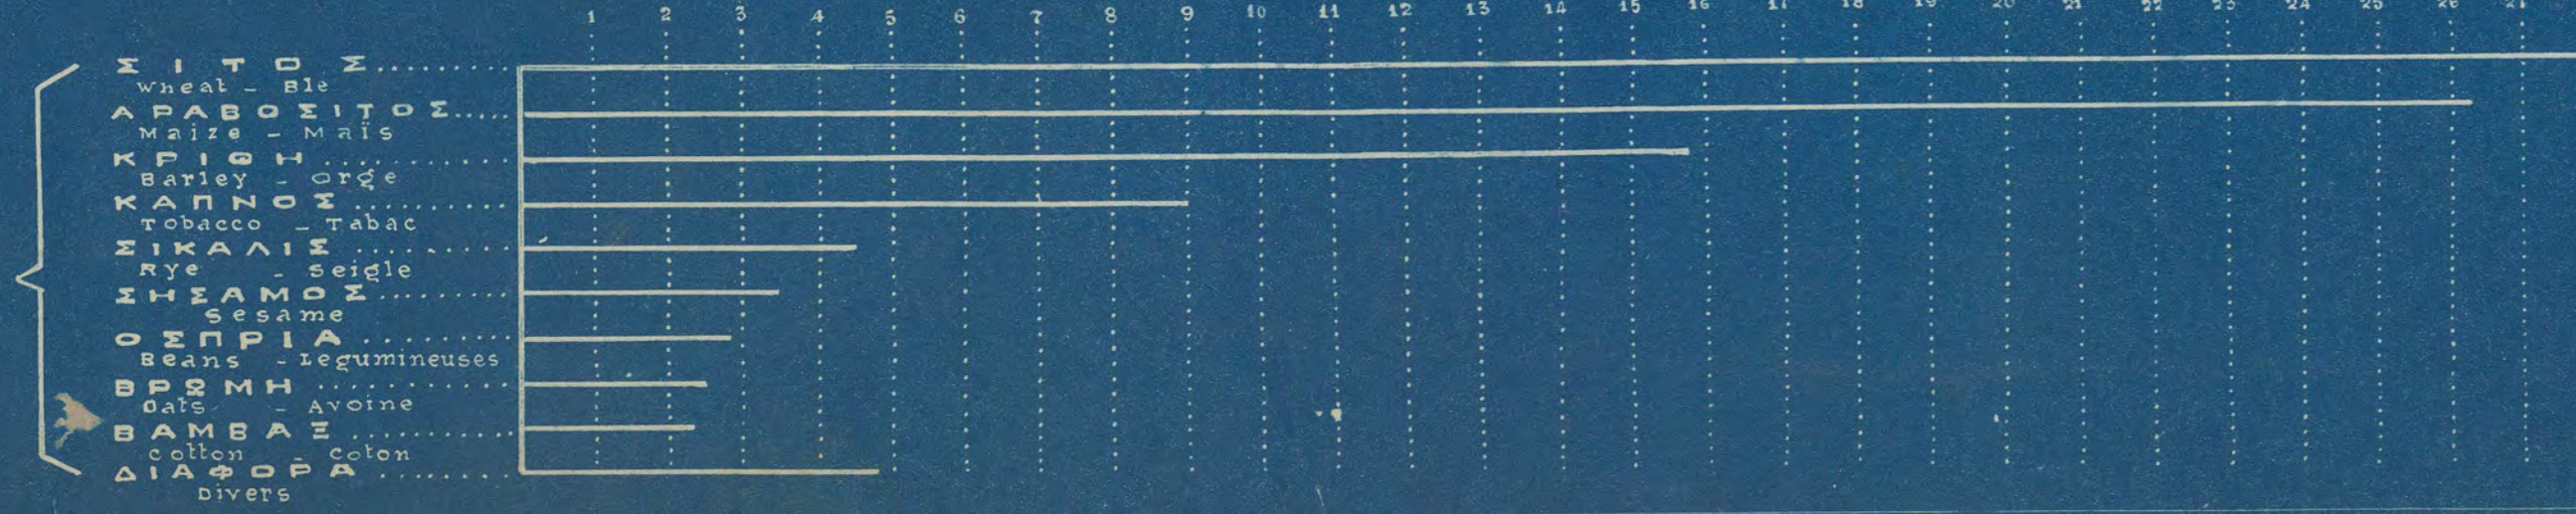 1 2 3 4 5 6 7 8 9 10 11 12 13 14 15 16 17 18 19 20 21 22 23 24 25 26 27
ΣΙΤΟΣ
Wheat - Ble
ΑΡΑΒΟΣΙΤΟΣ
Maize - Maïs
ΚΡΙΘΗ
Barley - Orge
ΚΑΠΝΟΣ
Tobacco - Tabac
ΣΙΚΑΛΙΣ
Rye - Seigle
ΣΗΣΑΜΟΣ
Sesame
ΟΣΠΡΙΑ
Beans - Legumineuses
ΒΡΩΜΗ
Oats - Avoine
ΒΑΜΒΑΞ
Cotton - Coton
ΔΙΑΦΟΡΑ
Divers